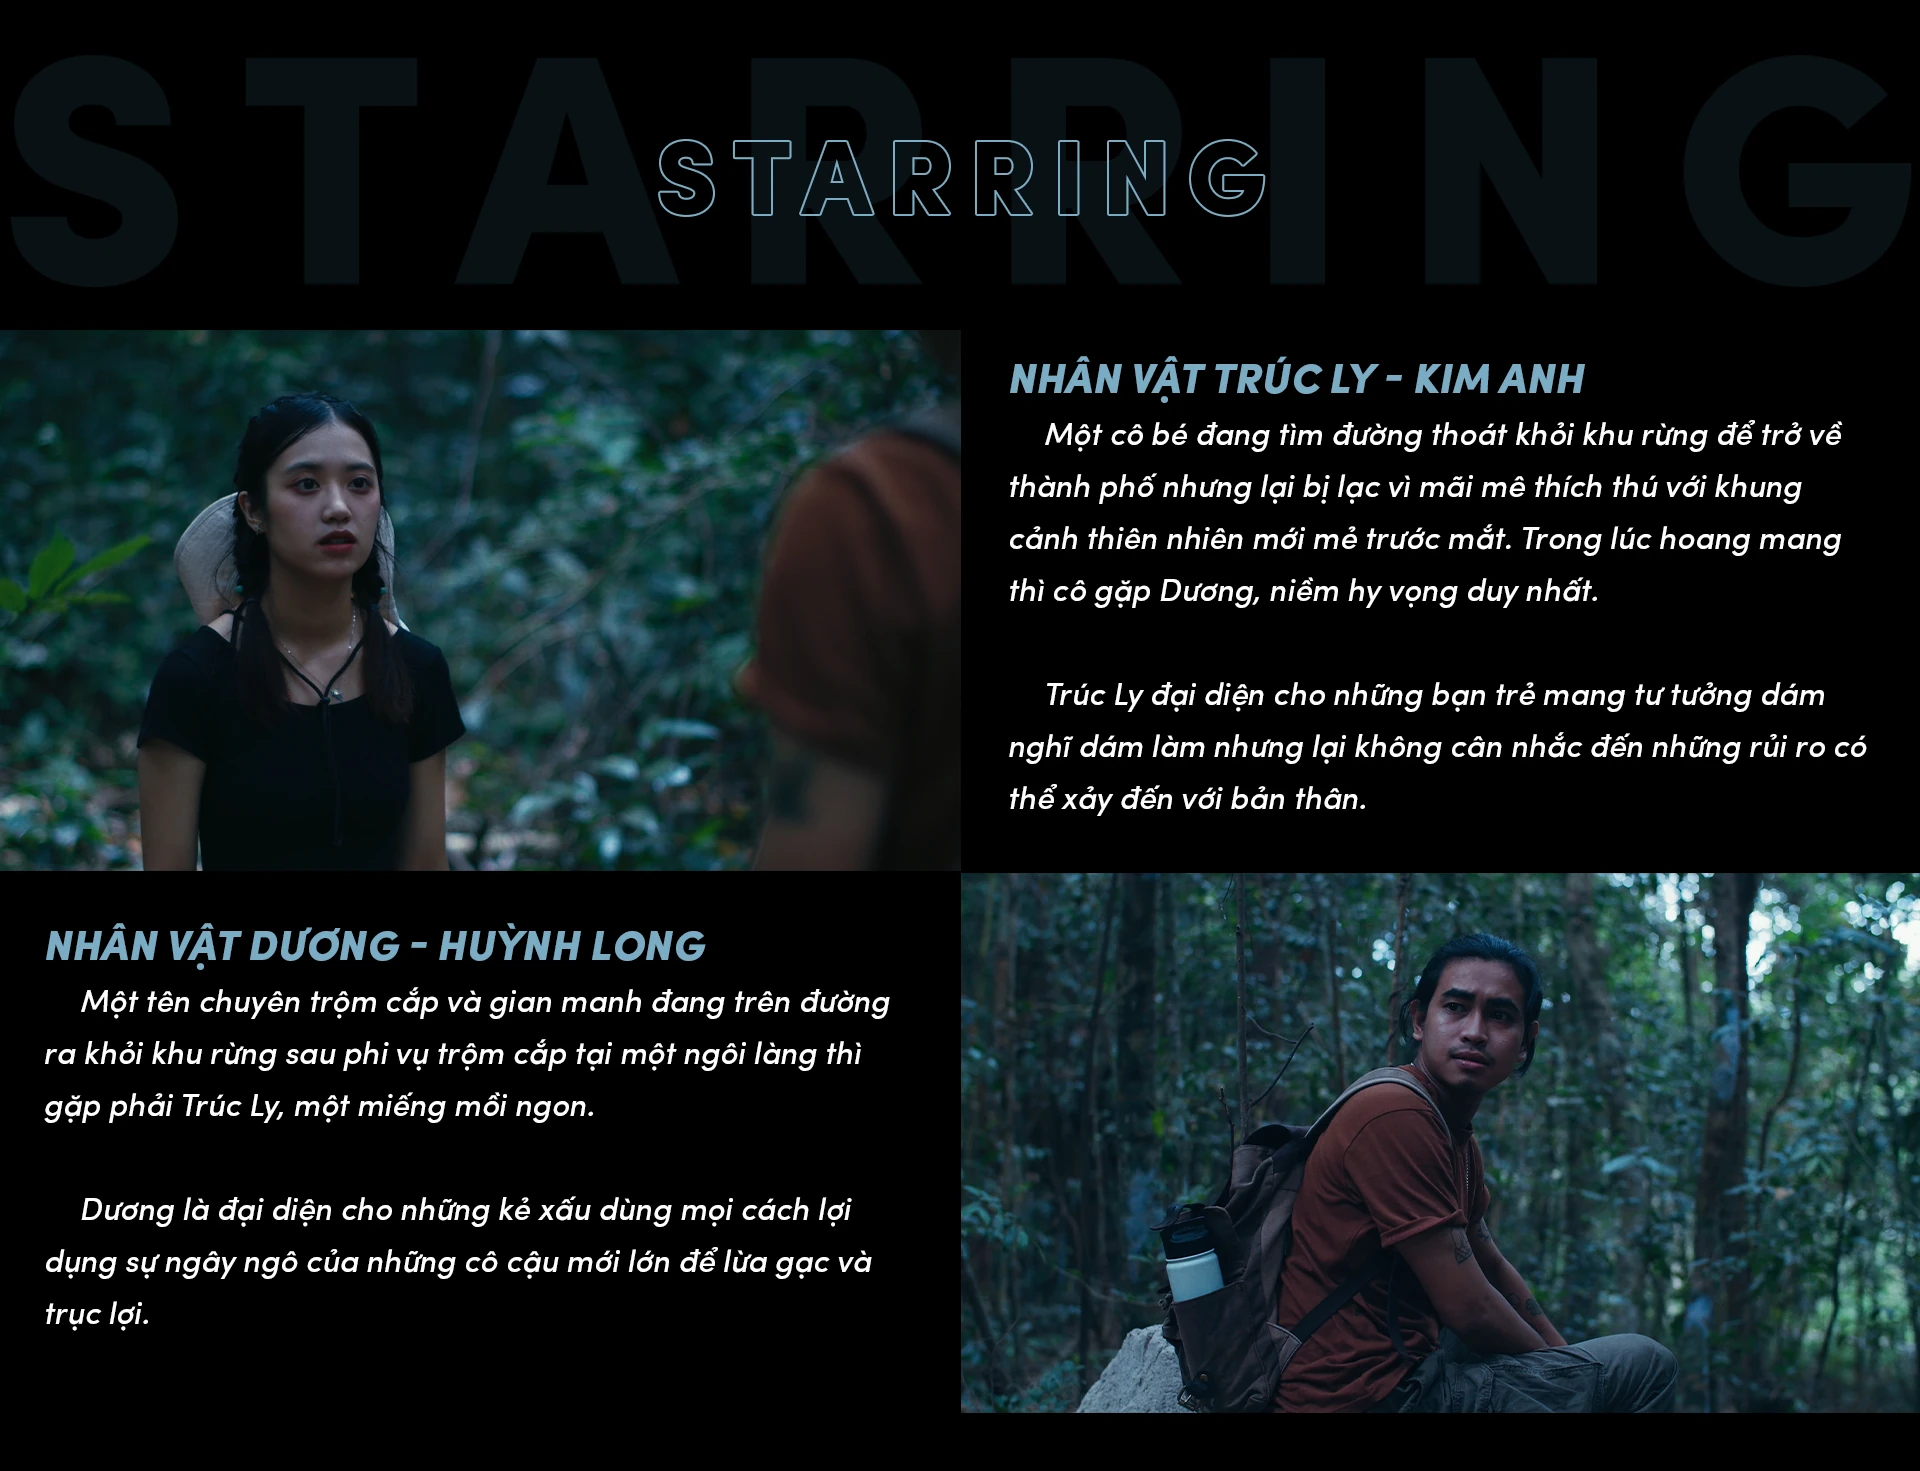 STARRING
STARRING
NHÂN VẬT TRÚC LY - KIM ANH
Một cô bé đang tìm đường thoát khỏi khu rừng để trở về
thành phố nhưng lại bị lạc vì mãi mê thích thú với khung
cảnh thiên nhiên mới mẻ trước mắt. Trong lúc hoang mang
thì cô gặp Dương, niềm hy vọng duy nhất.
Trúc Ly đại diện cho những bạn trẻ mang tư tưởng dám
nghĩ dám làm nhưng lại không cân nhắc đến những rủi ro có
thể xảy đến với bản thân.
NHÂN VẬT DƯƠNG - HUỲNH LONG
Một tên chuyên trộm cắp và gian manh đang trên đường
ra khỏi khu rừng sau phi vụ trộm cắp tại một ngôi làng thì
gặp phải Trúc Ly, một miếng mồi ngon.
Dương là đại diện cho những kẻ xấu dùng mọi cách lợi
dụng sự ngây ngô của những cô cậu mới lớn để lừa gạc và
trục lợi.